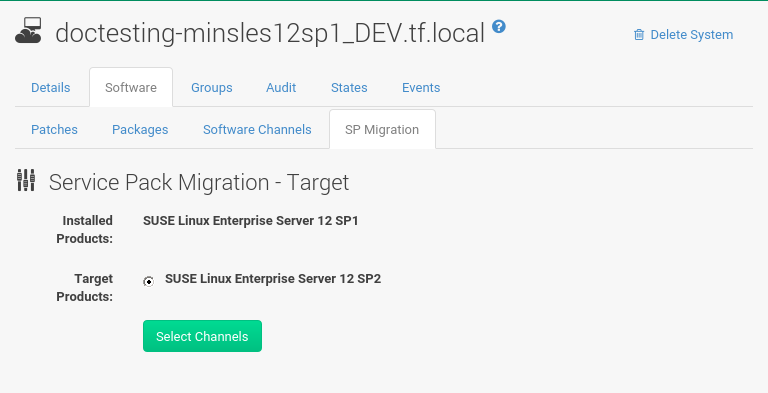 doctesting-minsles12sp1_DEV.tf.local ?
Delete System
Details Software Groups Audit States Events
Patches Packages Software Channels SP Migration
Service Pack Migration - Target
Installed Products: SUSE Linux Enterprise Server 12 SP1
Target Products: SUSE Linux Enterprise Server 12 SP2
Select Channels